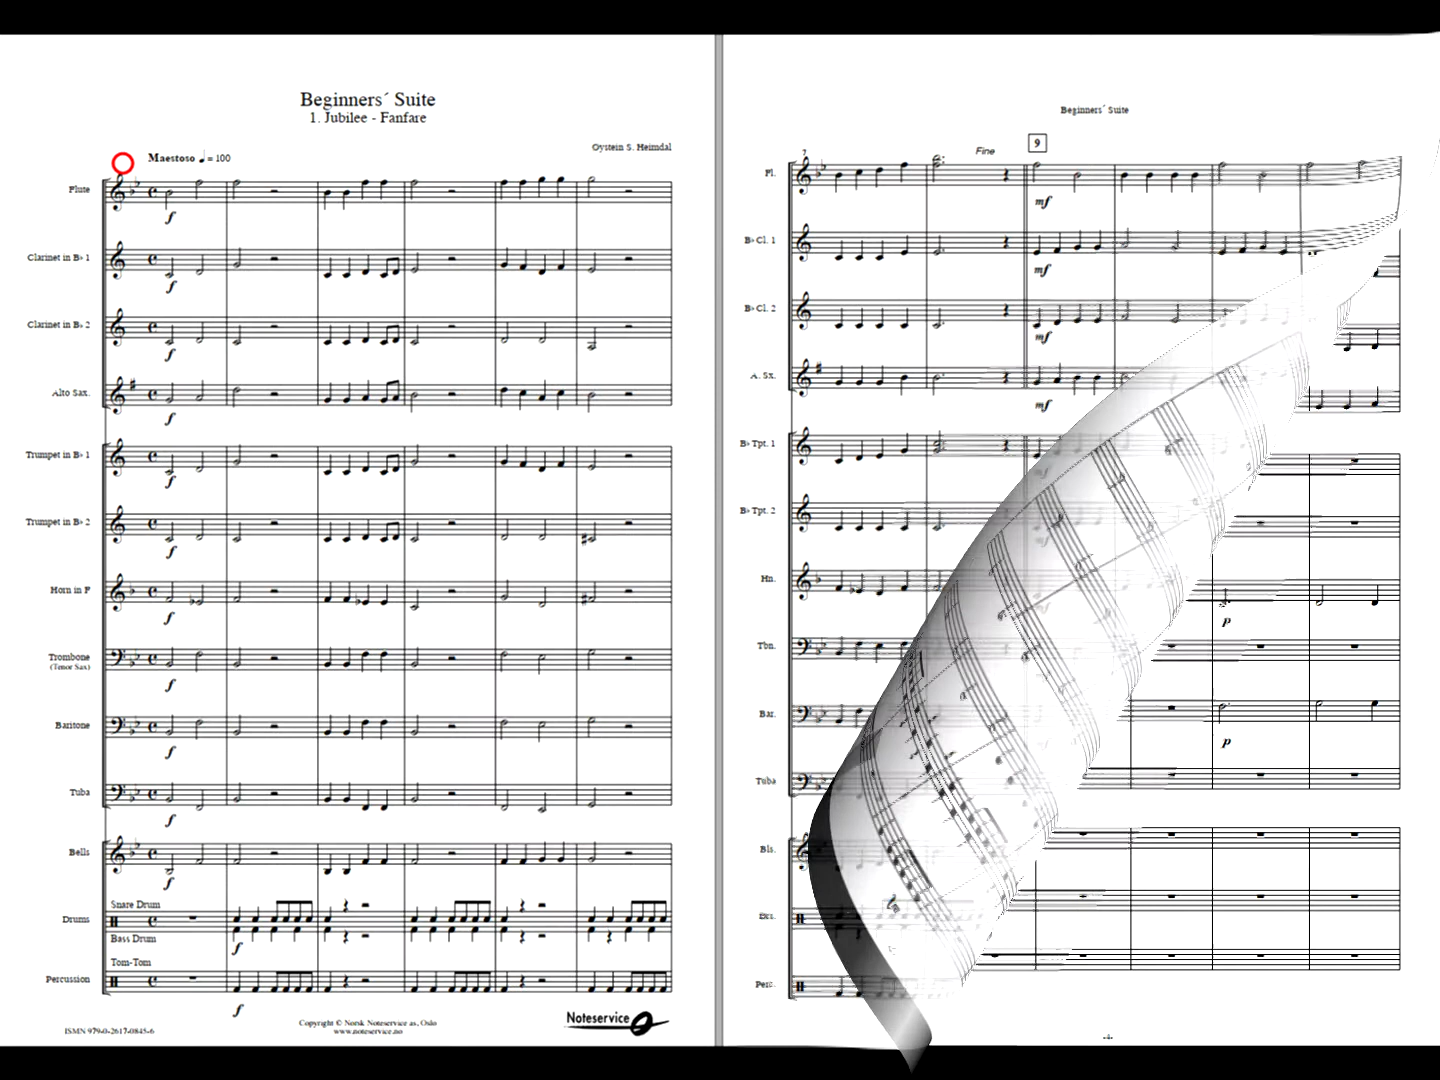 Beginners´ Suite
1. Jubilee - Fanfare
Oystein S. Heimdal
Maestoso ♩ = 100
Flute
f
Clarinet in B♭ 1
f
Clarinet in B♭ 2
f
Alto Sax.
f
Trumpet in B♭ 1
f
Trumpet in B♭ 2
f
Horn in F
f
Trombone
(Tenor Sax)
f
Baritone
f
Tuba
f
Bells
f
Snare Drum
Drums
Bass Drum
f
Tom-Tom
Percussion
f
ISMN 979-0-2617-0845-6
Copyright © Norsk Noteservice as, Oslo
www.noteservice.no
Noteservice
Beginners´ Suite
7
Fine
9
Fl.
mf
B♭ Cl. 1
mf
B♭ Cl. 2
mf
A. Sx.
mf
B♭ Tpt. 1
B♭ Tpt. 2
Hn.
p
Tbn.
Bar.
p
Tuba
Bls.
Perc.